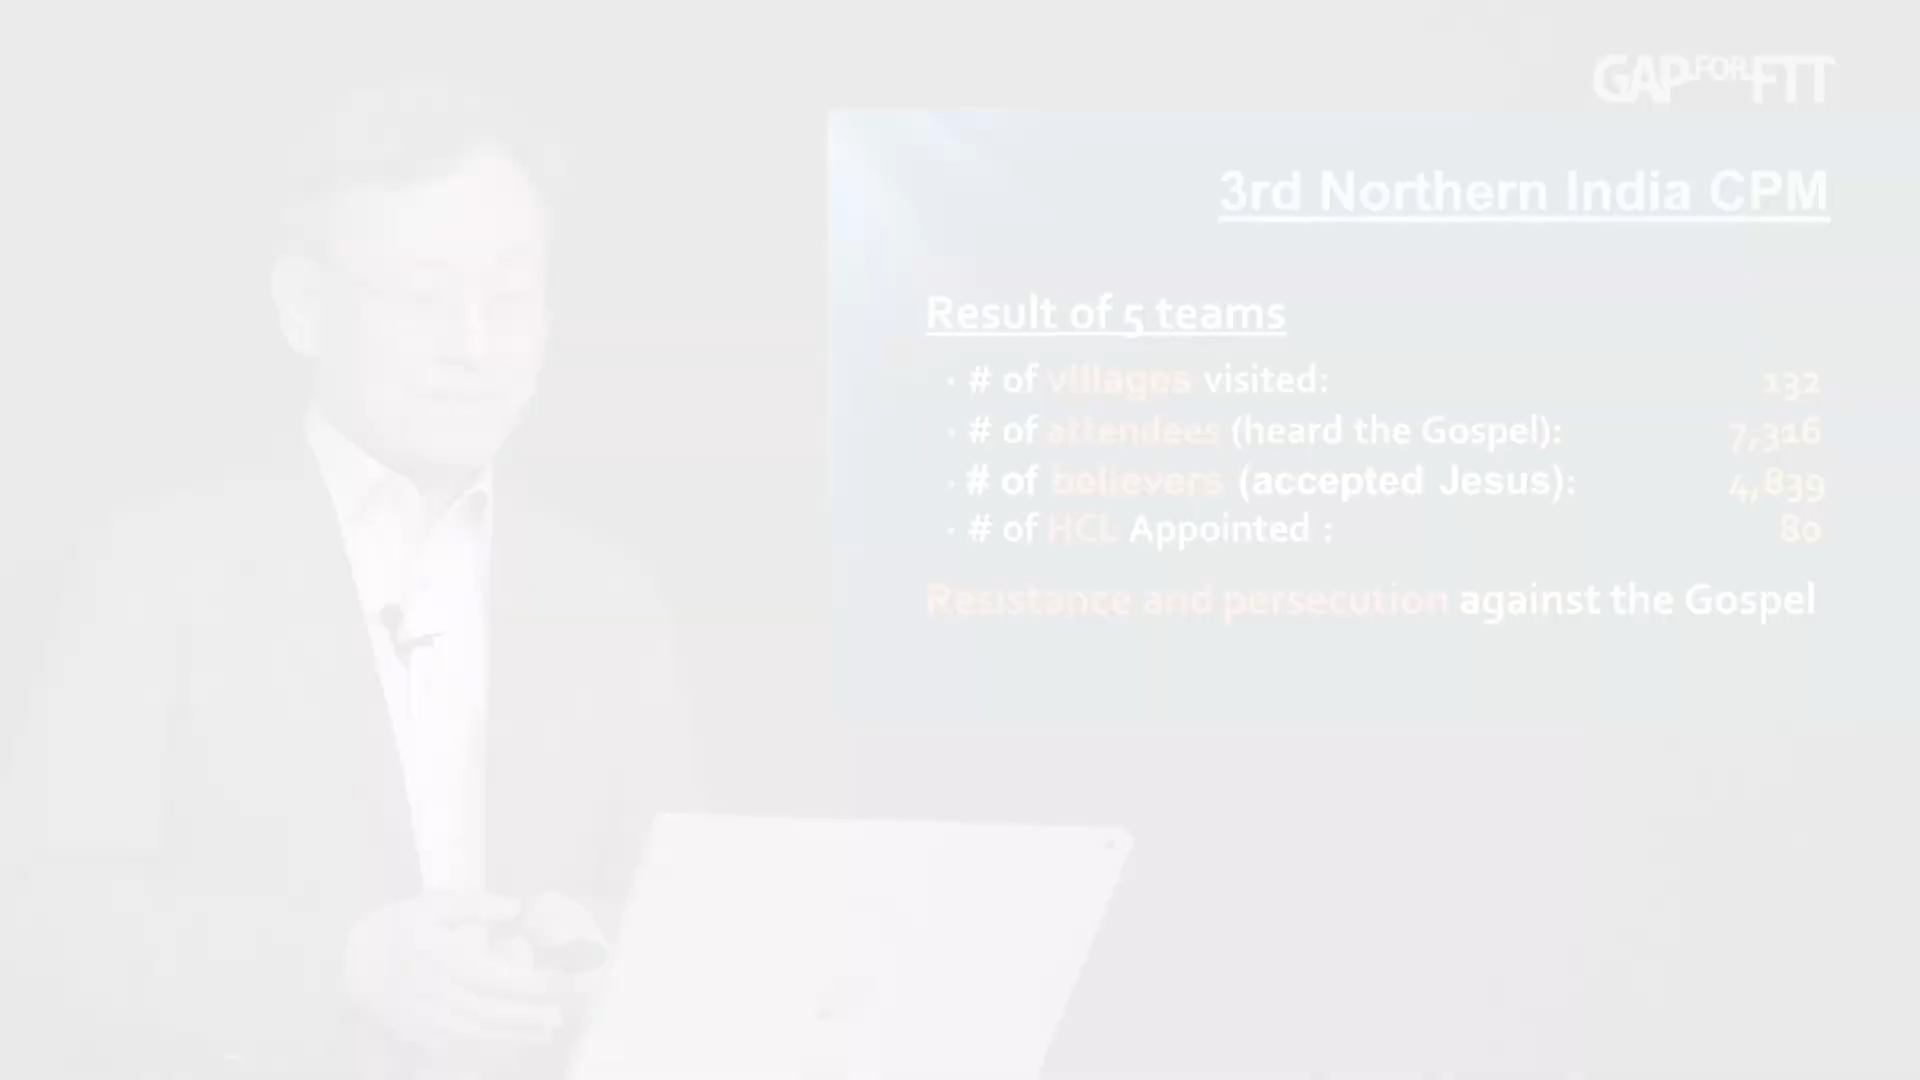 GAP FOR FTT
3rd Northern India CPM
Result of 5 teams
· # of villages visited: 132
· # of attendees (heard the Gospel): 7,316
· # of believers (accepted Jesus): 4,839
· # of HCL Appointed : 80
Resistance and persecution against the Gospel